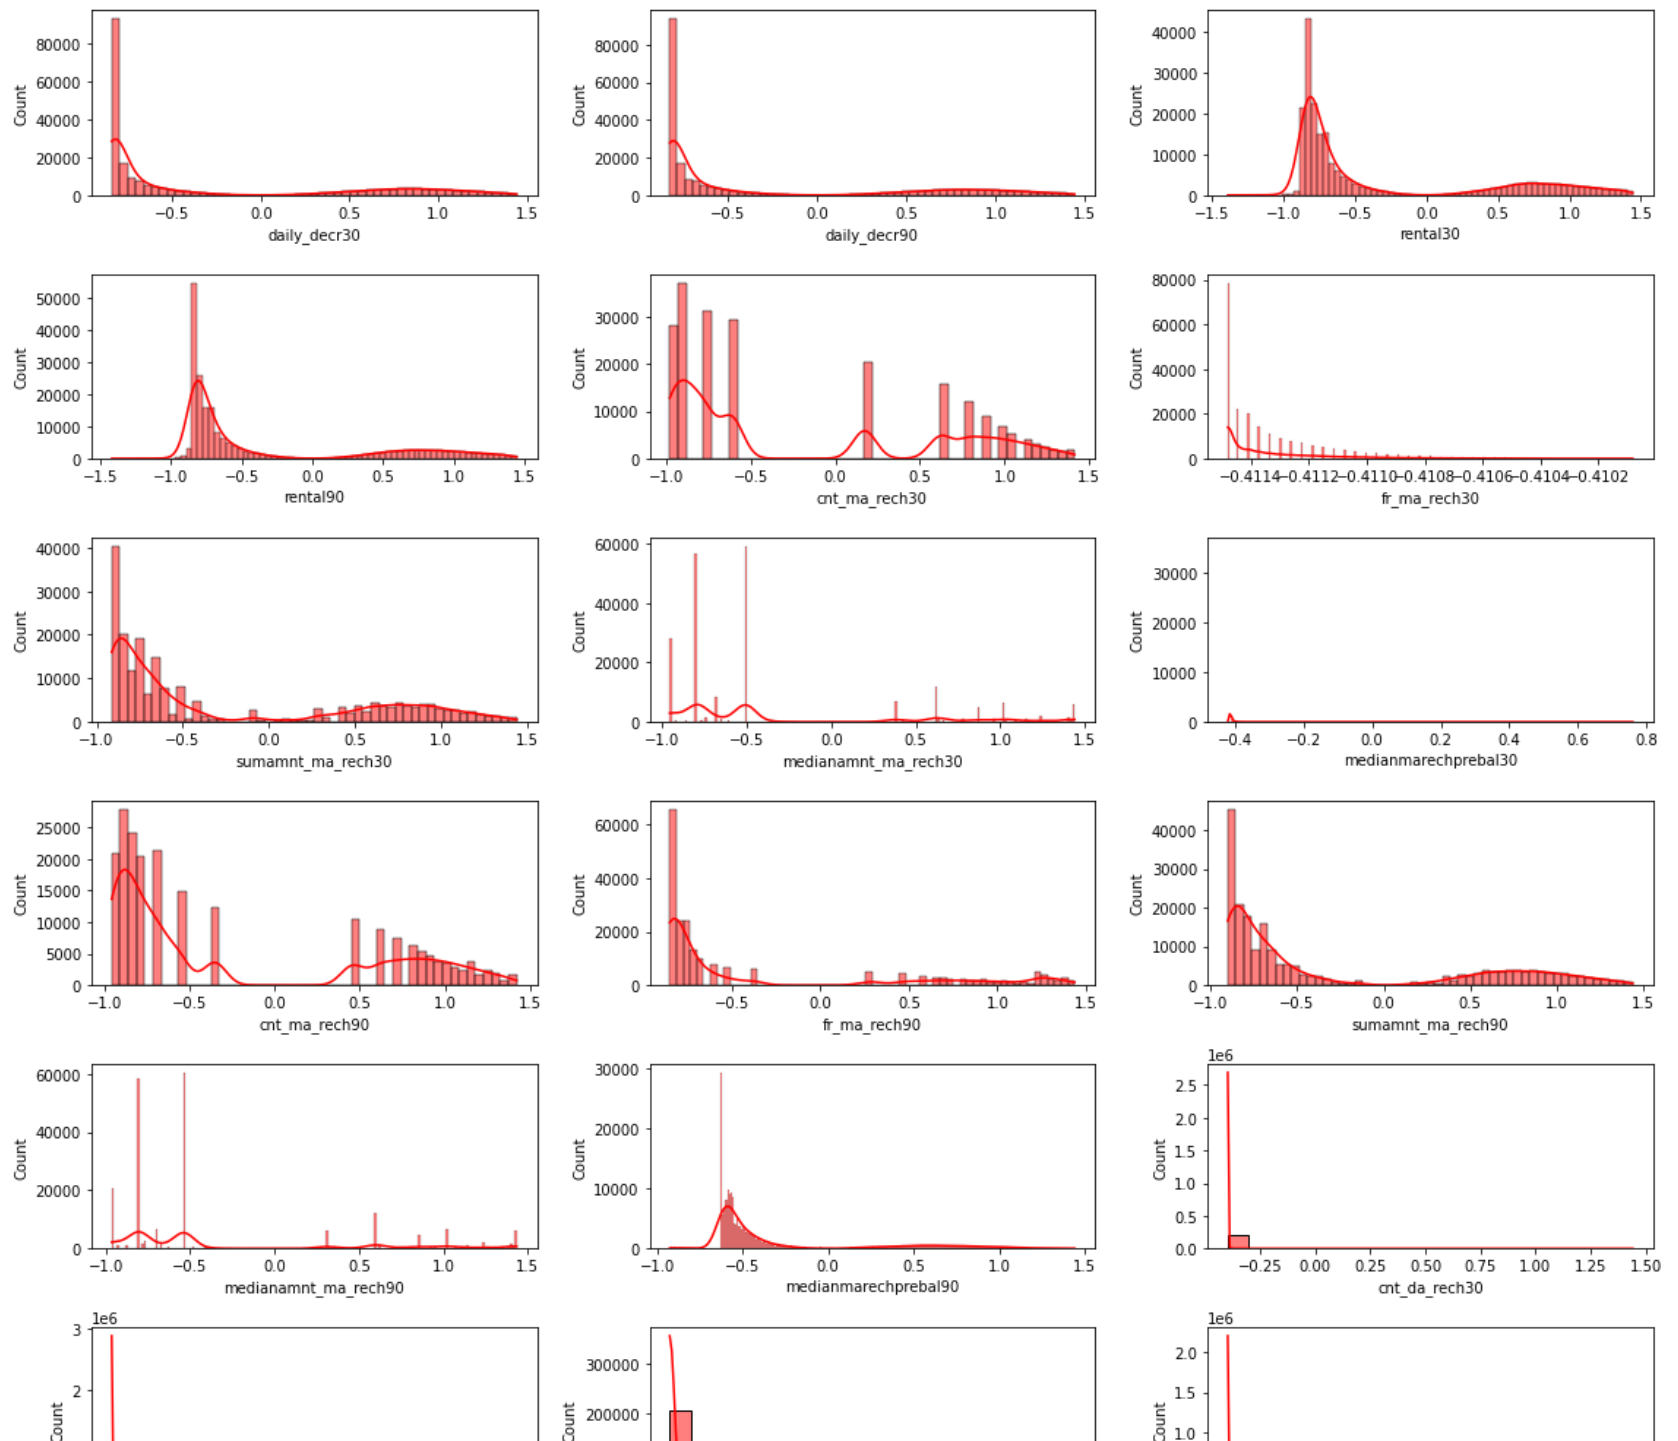 80000
60000
40000
20000
0
Count
−0.5 0.0 0.5 1.0 1.5
daily_decr30
80000
60000
40000
20000
0
Count
−0.5 0.0 0.5 1.0 1.5
daily_decr90
40000
30000
20000
10000
0
Count
−1.5 −1.0 −0.5 0.0 0.5 1.0 1.5
rental30
50000
40000
30000
20000
10000
0
Count
−1.5 −1.0 −0.5 0.0 0.5 1.0 1.5
rental90
30000
20000
10000
0
Count
−1.0 −0.5 0.0 0.5 1.0 1.5
cnt_ma_rech30
80000
60000
40000
20000
0
Count
−0.4114−0.4112−0.4110−0.4108−0.4106−0.4104−0.4102
fr_ma_rech30
40000
30000
20000
10000
0
Count
−1.0 −0.5 0.0 0.5 1.0 1.5
sumamnt_ma_rech30
60000
40000
20000
0
Count
−1.0 −0.5 0.0 0.5 1.0 1.5
medianamnt_ma_rech30
30000
20000
10000
0
Count
−0.4 −0.2 0.0 0.2 0.4 0.6 0.8
medianmarechprebal30
25000
20000
15000
10000
5000
0
Count
−1.0 −0.5 0.0 0.5 1.0 1.5
cnt_ma_rech90
60000
40000
20000
0
Count
−0.5 0.0 0.5 1.0 1.5
fr_ma_rech90
40000
30000
20000
10000
0
Count
−1.0 −0.5 0.0 0.5 1.0 1.5
sumamnt_ma_rech90
60000
40000
20000
0
Count
−1.0 −0.5 0.0 0.5 1.0 1.5
medianamnt_ma_rech90
30000
20000
10000
0
Count
−1.0 −0.5 0.0 0.5 1.0 1.5
medianmarechprebal90
1e6
2.5
2.0
1.5
1.0
0.5
0.0
Count
−0.25 0.00 0.25 0.50 0.75 1.00 1.25 1.50
cnt_da_rech30
1e6
3
2
Count
300000
200000
Count
1e6
2.0
1.5
1.0
Count